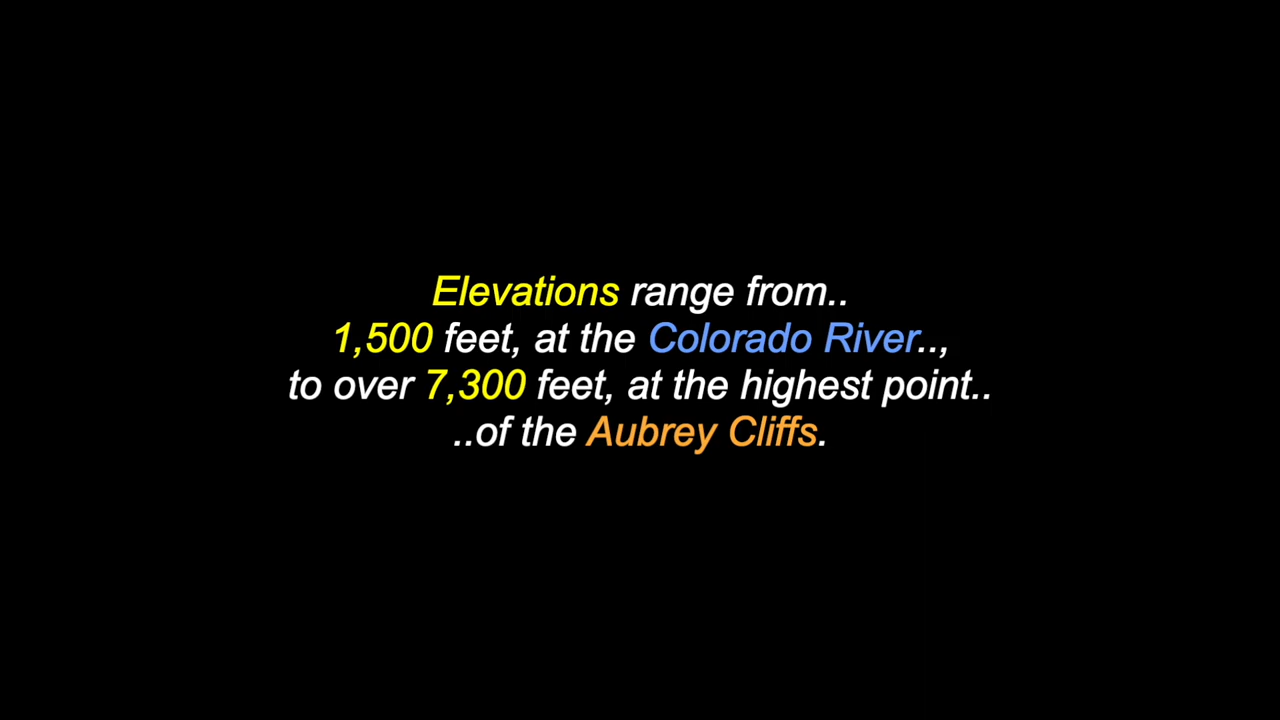 Elevations range from..
1,500 feet, at the Colorado River..,
to over 7,300 feet, at the highest point..
..of the Aubrey Cliffs.